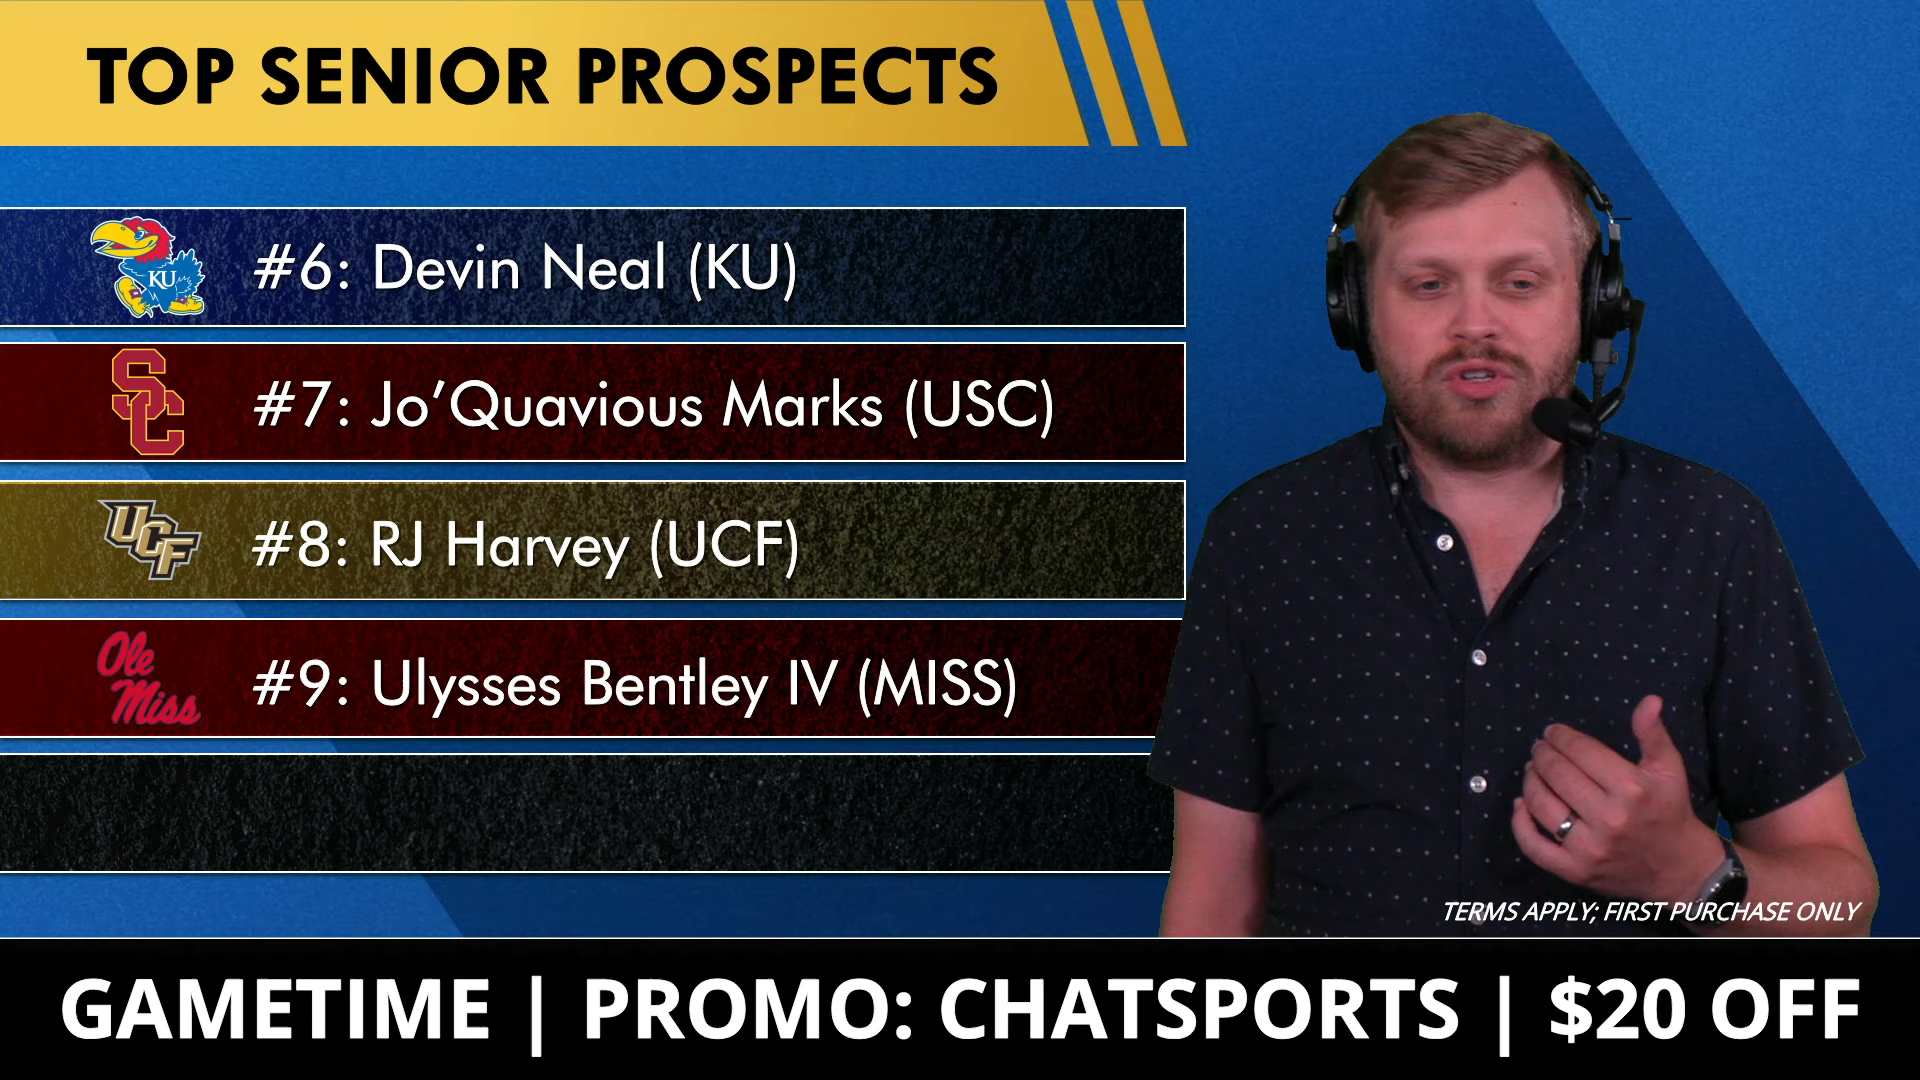 TOP SENIOR PROSPECTS
KU
#6: Devin Neal (KU)
SC
#7: Jo'Quavious Marks (USC)
UCF
#8: RJ Harvey (UCF)
Ole
Miss
#9: Ulysses Bentley IV (MISS)
TERMS APPLY; FIRST PURCHASE ONLY
GAMETIME | PROMO: CHATSPORTS | $20 OFF